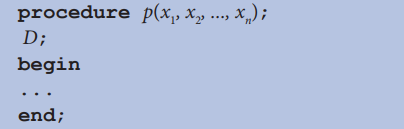 procedure p(x₁, x₂, ..., xₙ);
D;
begin
...
end;